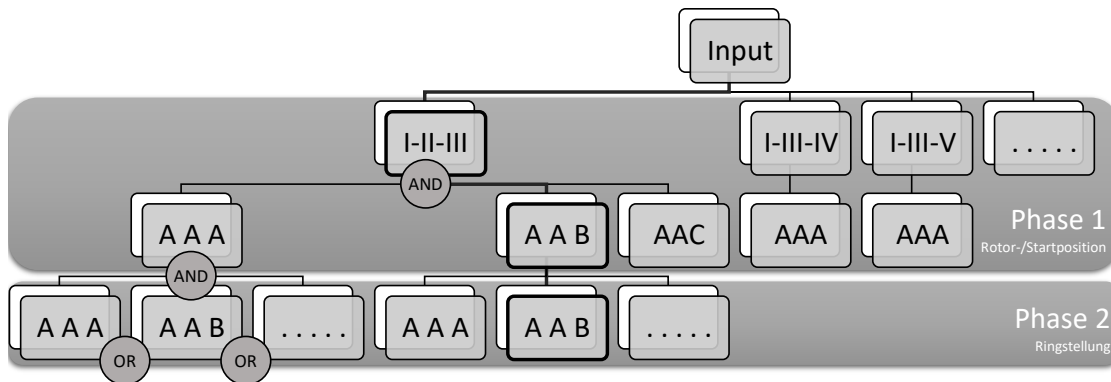 Input
I-II-III
I-III-IV
I-III-V
. . . . .
AND
A A A
A A B
AAC
AAA
AAA
Phase 1
Rotor-/Startposition
AND
A A A
A A B
. . . . .
A A A
A A B
. . . . .
Phase 2
Ringstellung
OR
OR